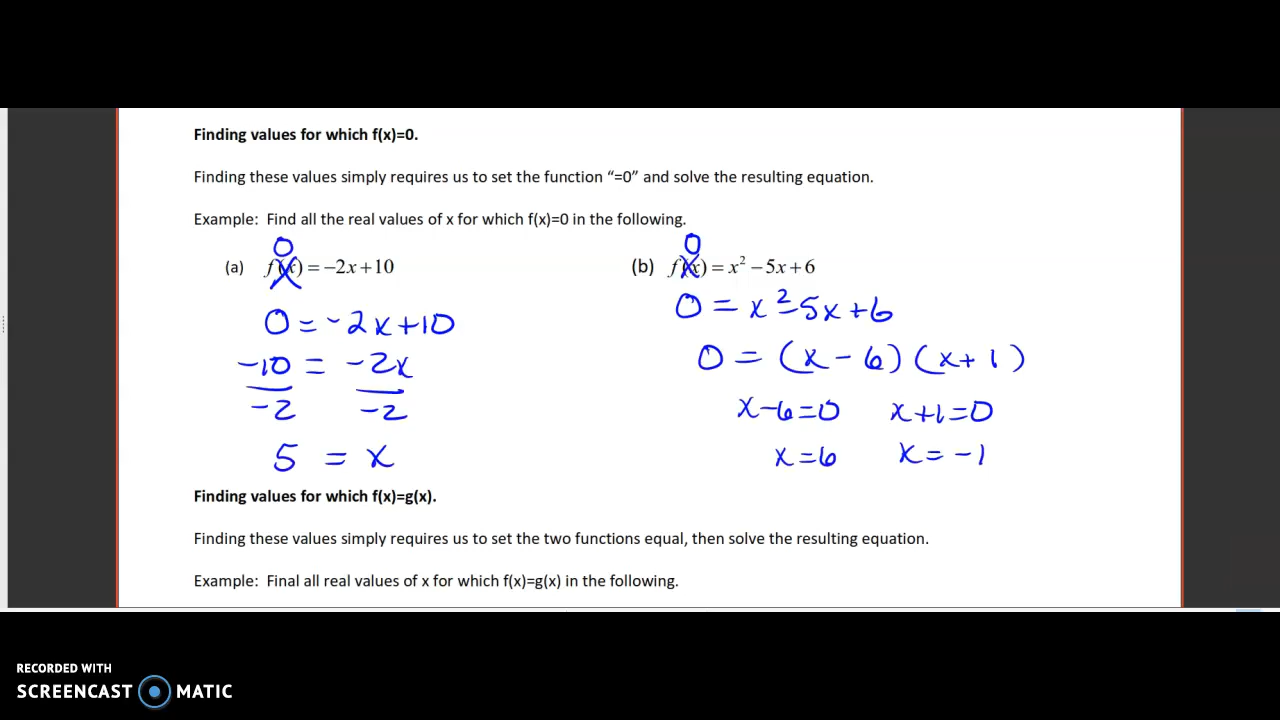 Finding values for which f(x)=0.
Finding these values simply requires us to set the function “=0” and solve the resulting equation.
Example: Find all the real values of x for which f(x)=0 in the following.
0
(a) f(x) = −2x + 10
0 = -2x+10
-10 = -2x
-2 -2
5 = x
0
(b) f(x) = x² − 5x + 6
0 = x² - 5x + 6
0 = (x - 6) (x + 1)
x-6=0 x+1=0
x=6 x = -1
Finding values for which f(x)=g(x).
Finding these values simply requires us to set the two functions equal, then solve the resulting equation.
Example: Final all real values of x for which f(x)=g(x) in the following.
RECORDED WITH
SCREENCAST MATIC